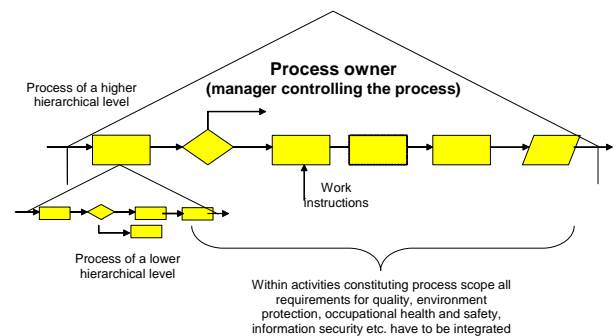 Process owner
(manager controlling the process)
Process of a higher
hierarchical level
Work
instructions
Process of a lower
hierarchical level
Within activities constituting process scope all
requirements for quality, environment
protection, occupational health and safety,
information security etc. have to be integrated